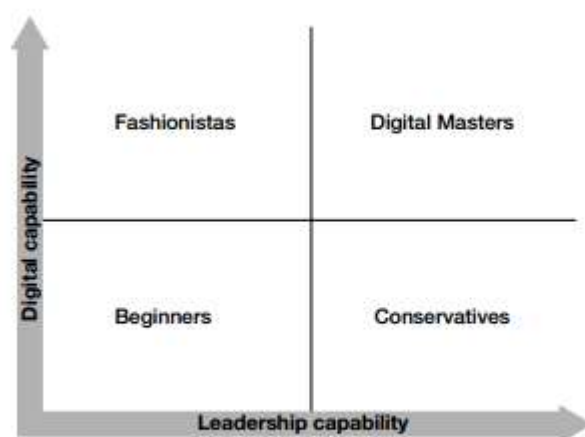 Fashionistas
Digital Masters
Digital capability
Beginners
Conservatives
Leadership capability